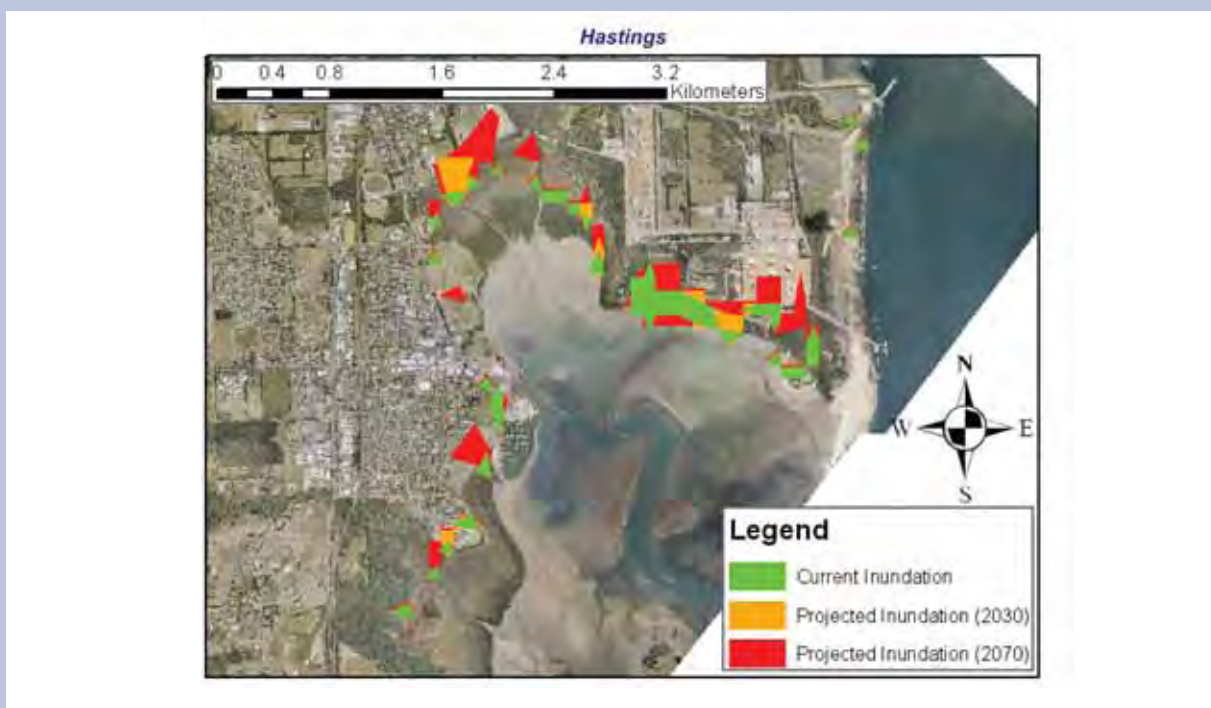 Hastings
0 0.4 0.8 1.6 2.4 3.2
Kilometers
N
W E
S
Legend
Current Inundation
Projected Inundation (2030)
Projected Inundation (2070)